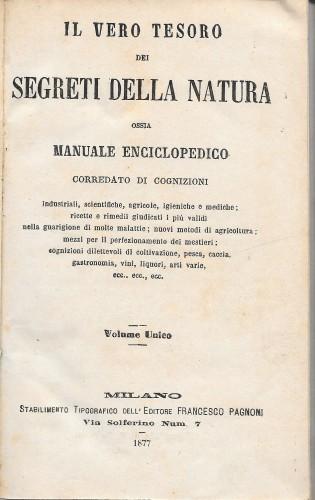 IL VERO TESORO
DEI
SEGRETI DELLA NATURA
OSSIA
MANUALE ENCICLOPEDICO
CORREDATO DI COGNIZIONI
industriali, scientifiche, agricole, igieniche e mediche;
ricette e rimedii giudicati i più validi
nella guarigione di molte malattie; nuovi metodi di agricoltura;
mezzi per il perfezionamento dei mestieri;
cognizioni dilettevoli di coltivazione, pesca, caccia,
gastronomia, vini, liquori, arti varie,
ecc.. ecc., ecc.
Volume Unico
MILANO
STABILIMENTO TIPOGRAFICO DELL'EDITORE FRANCESCO PAGNONI
Via Solferino Num. 7
1877